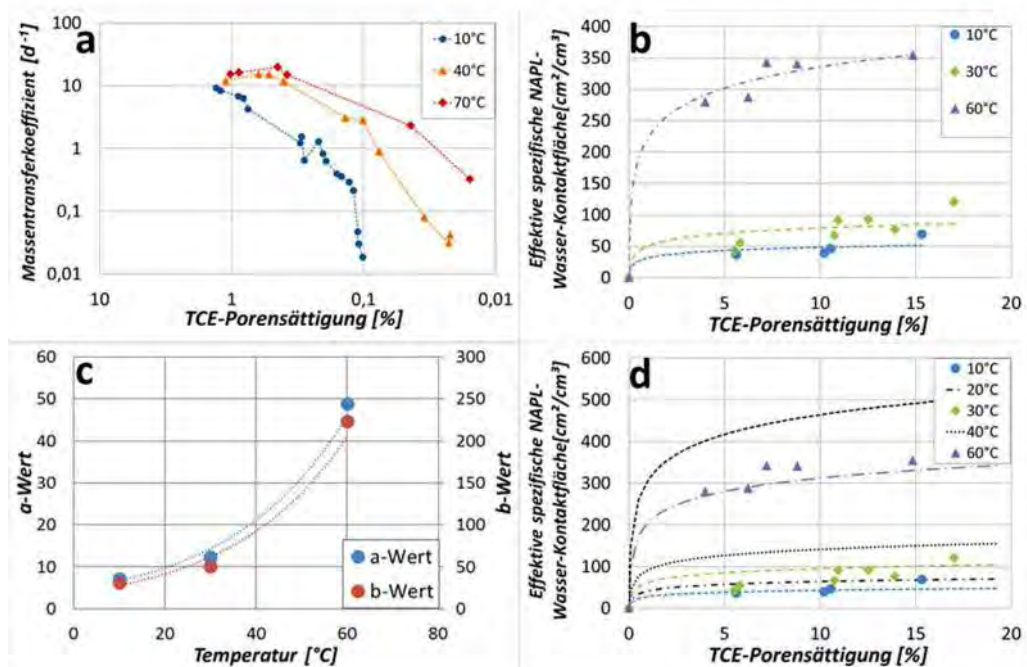 a
Massentransferkoeffizient [d⁻¹]
100
10
1
0,1
0,01
10
1
0,1
0,01
TCE-Porensättigung [%]
10°C
40°C
70°C
b
Effektive spezifische NAPL-
Wasser-Kontaktfläche[cm²/cm³]
400
350
300
250
200
150
100
50
0
0
5
10
15
20
TCE-Porensättigung [%]
10°C
30°C
60°C
c
a-Wert
60
50
40
30
20
10
0
0
20
40
60
80
Temperatur [°C]
300
250
200
150
100
50
0
b-Wert
a-Wert
b-Wert
d
Effektive spezifische NAPL-
Wasser-Kontaktfläche[cm²/cm³]
600
500
400
300
200
100
0
0
5
10
15
20
TCE-Porensättigung [%]
10°C
20°C
30°C
40°C
60°C